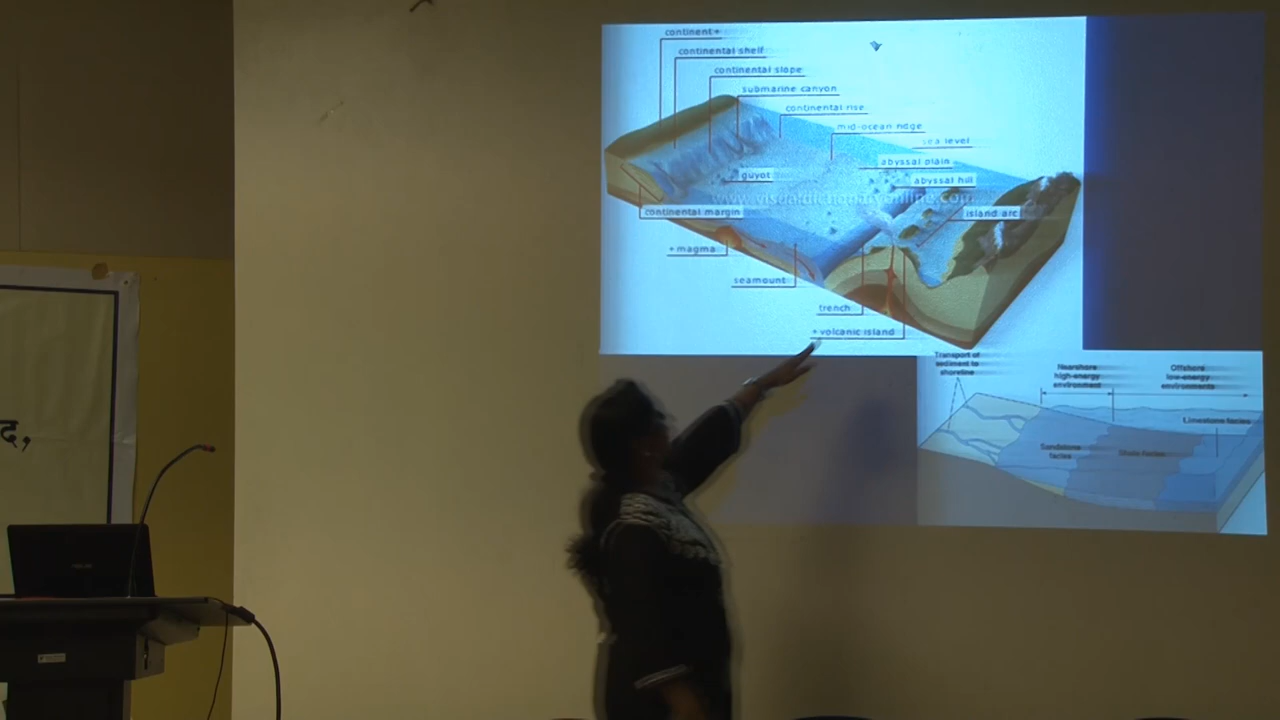 continent
continental shelf
continental slope
submarine canyon
continental rise
mid-ocean ridge
sea level
abyssal plain
guyot
abyssal hill
www.visualdictionaryonline.com
continental margin
island arc
+ magma
seamount
trench
+ volcanic island
Transport of
sediment to
shoreline
Nearshore
high-energy
environment
Offshore
low-energy
environments
Limestone facies
Sandstone
facies
Shale facies
द,
ASUS